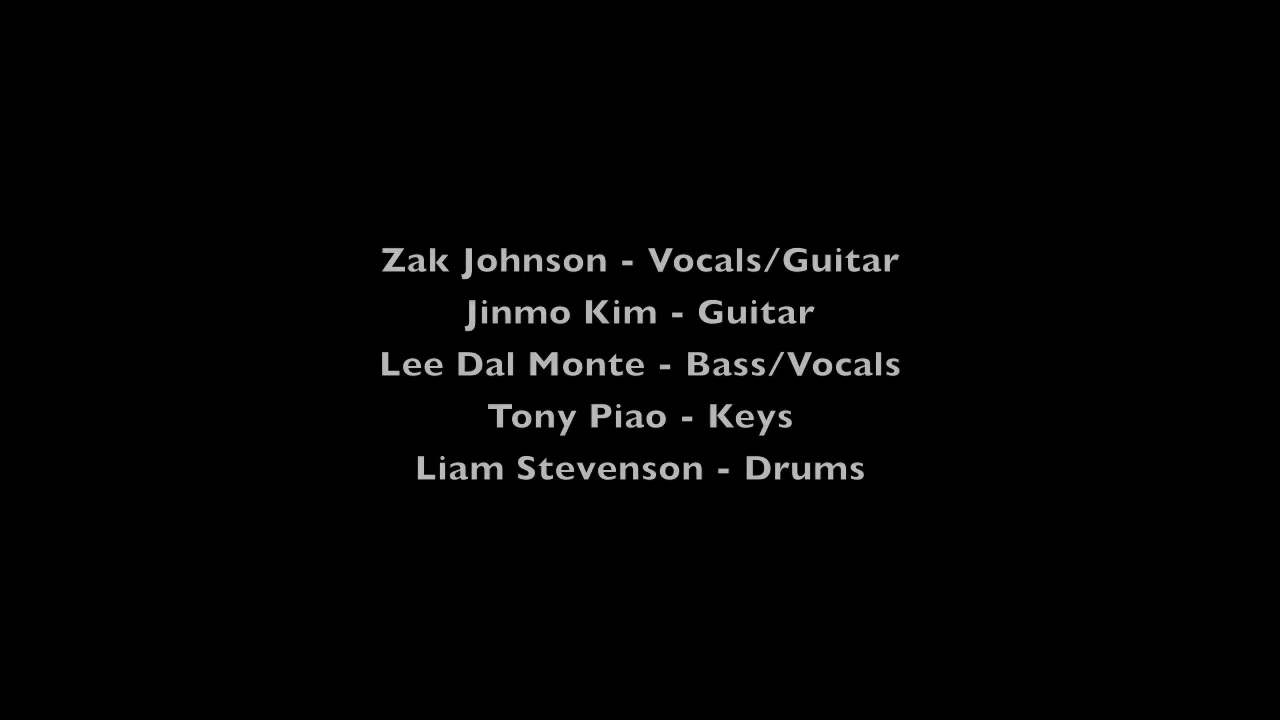 Zak Johnson - Vocals/Guitar
Jinmo Kim - Guitar
Lee Dal Monte - Bass/Vocals
Tony Piao - Keys
Liam Stevenson - Drums